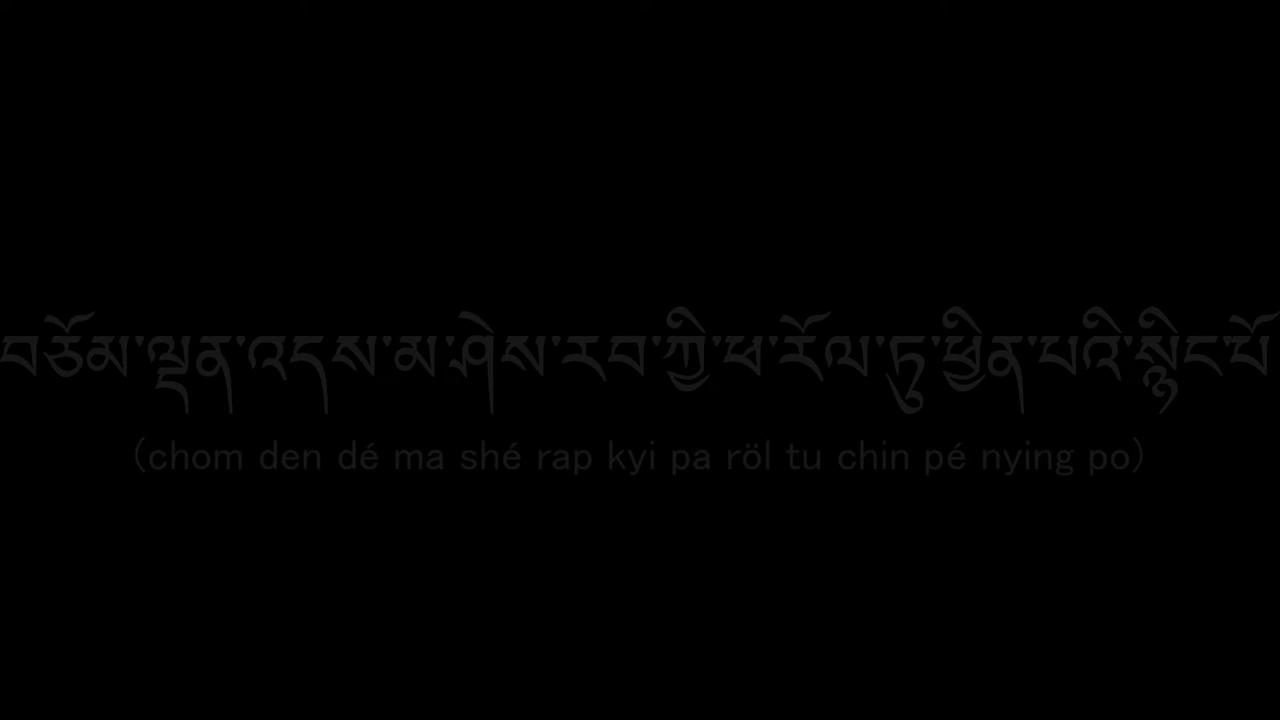 བཅོམ་ལྡན་འདས་མ་ཤེས་རབ་ཀྱི་ཕ་རོལ་ཏུ་ཕྱིན་པའི་སྙིང་པོ
(chom den dé ma shé rap kyi pa röl tu chin pé nying po)